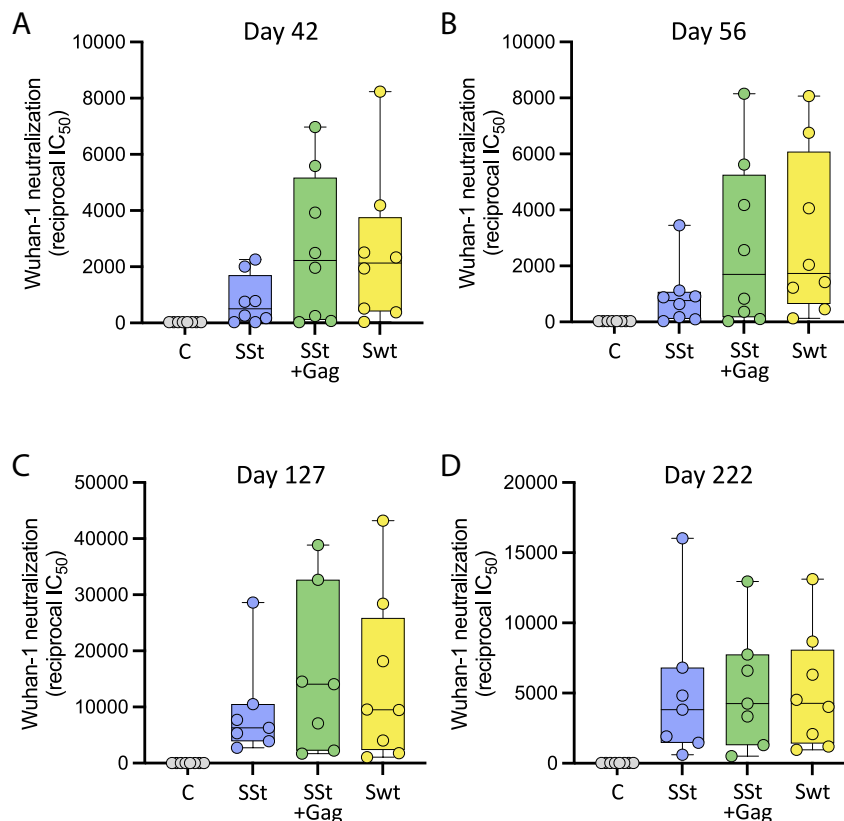 A
Day 42
Wuhan-1 neutralization
(reciprocal IC50)
10000
8000
6000
4000
2000
0
C
SSt
SSt
+Gag
Swt
B
Day 56
Wuhan-1 neutralization
(reciprocal IC50)
10000
8000
6000
4000
2000
0
C
SSt
SSt
+Gag
Swt
C
Day 127
Wuhan-1 neutralization
(reciprocal IC50)
50000
40000
30000
20000
10000
0
C
SSt
SSt
+Gag
Swt
D
Day 222
Wuhan-1 neutralization
(reciprocal IC50)
20000
15000
10000
5000
0
C
SSt
SSt
+Gag
Swt